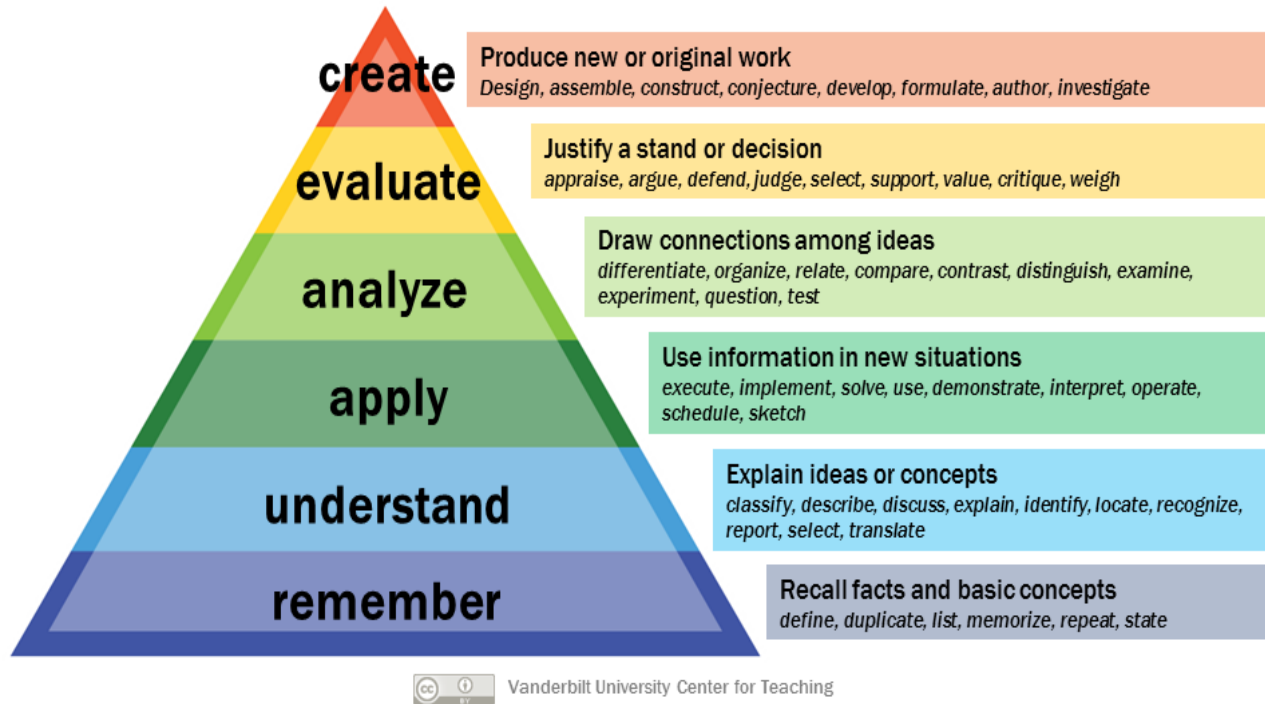 create
Produce new or original work
Design, assemble, construct, conjecture, develop, formulate, author, investigate
evaluate
Justify a stand or decision
appraise, argue, defend, judge, select, support, value, critique, weigh
analyze
Draw connections among ideas
differentiate, organize, relate, compare, contrast, distinguish, examine,
experiment, question, test
apply
Use information in new situations
execute, implement, solve, use, demonstrate, interpret, operate,
schedule, sketch
understand
Explain ideas or concepts
classify, describe, discuss, explain, identify, locate, recognize,
report, select, translate
remember
Recall facts and basic concepts
define, duplicate, list, memorize, repeat, state
cc
BY
Vanderbilt University Center for Teaching